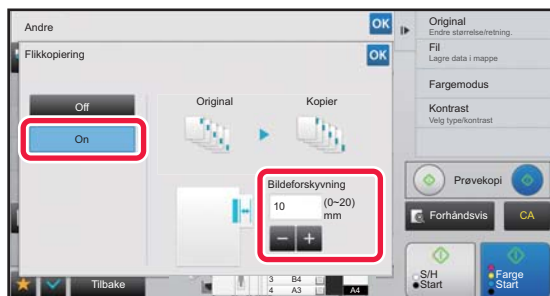 Andre
OK
Flikkopiering
OK
Off
On
Original
Kopier
Bildeforskyvning
10
(0~20)
mm
Tilbake
3 B4
4 A3
A4
Original
Endre størrelse/retning.
Fil
Lagre data i mappe
Fargemodus
Kontrast
Velg type/kontrast
Prøvekopi
Forhåndsvis
CA
S/H
Start
Farge
Start